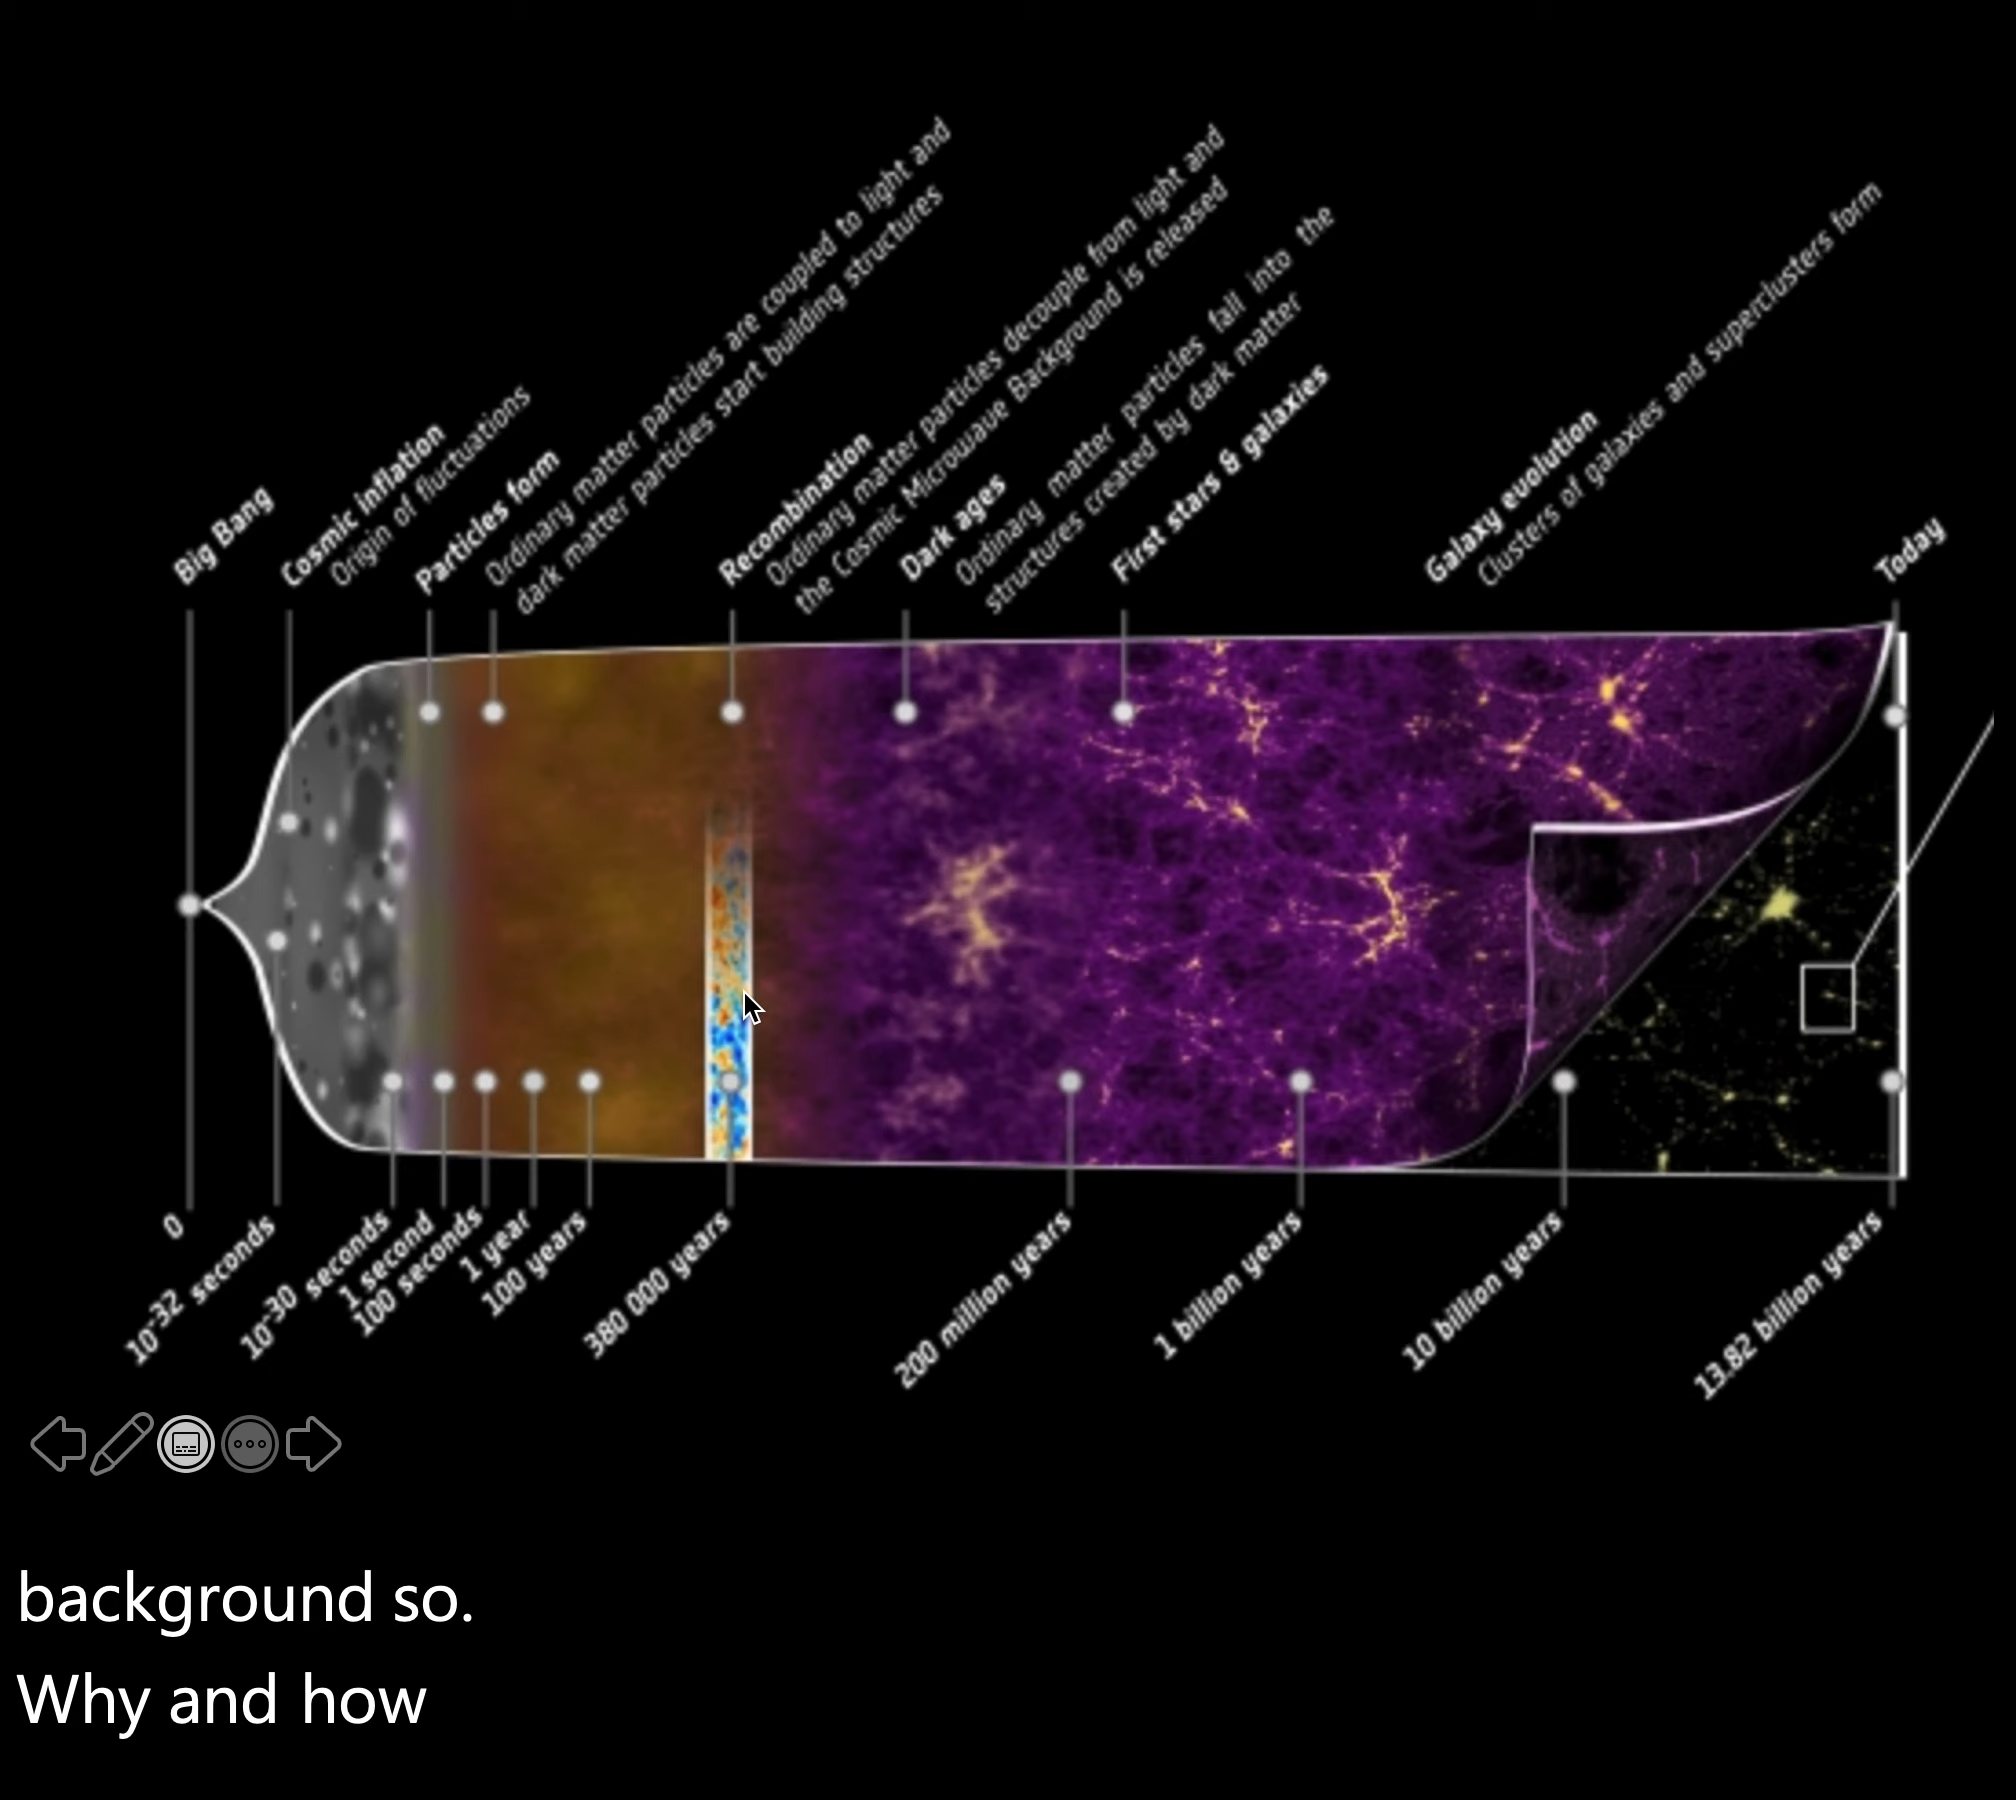 Big Bang
Cosmic inflation
Origin of fluctuations
Particles form
Ordinary matter particles are coupled to light and
dark matter particles start building structures
Recombination
Ordinary matter particles decouple from light and
the Cosmic Microwave Background is released
Dark ages
Ordinary matter particles fall into the
structures created by dark matter
First stars & galaxies
Galaxy evolution
Clusters of galaxies and superclusters form
Today
0
10-32 seconds
10-30 seconds
1 second
100 seconds
1 year
100 years
380 000 years
200 million years
1 billion years
10 billion years
13.82 billion years
background so.
Why and how